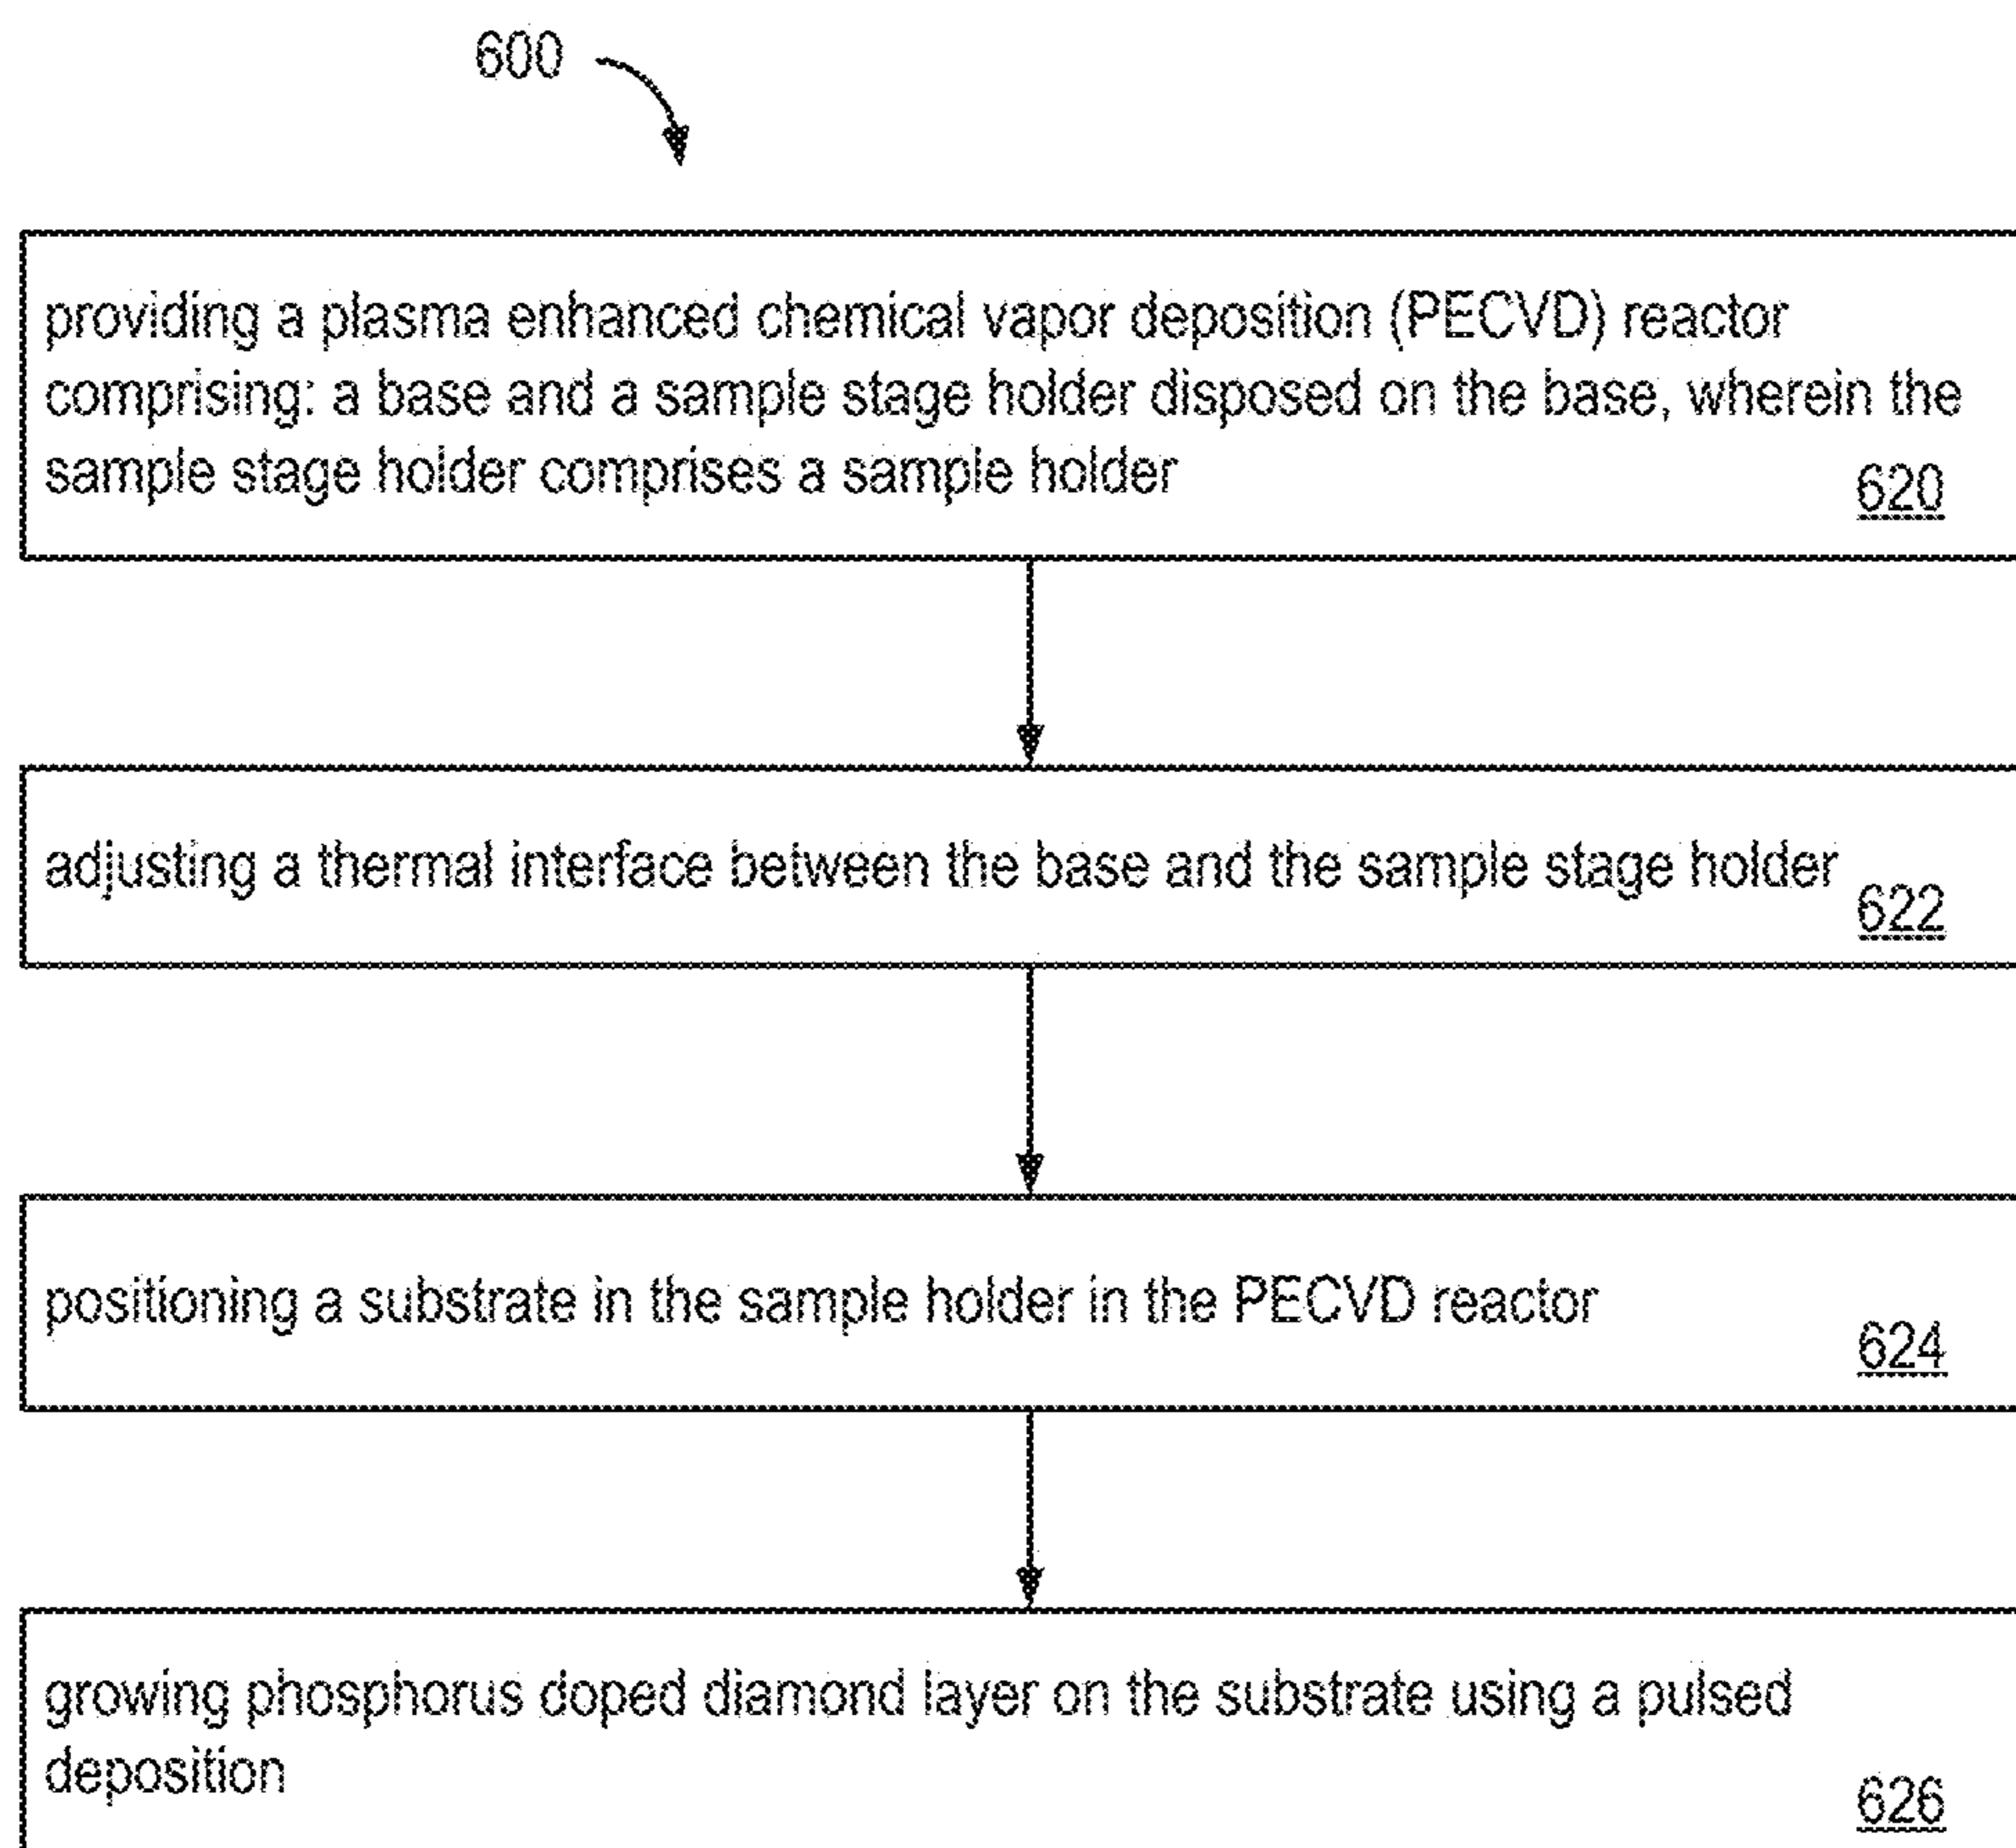 600
providing a plasma enhanced chemical vapor deposition (PECVD) reactor
comprising: a base and a sample stage holder disposed on the base, wherein the
sample stage holder comprises a sample holder
620
adjusting a thermal interface between the base and the sample stage holder
622
positioning a substrate in the sample holder in the PECVD reactor
624
growing phosphorus doped diamond layer on the substrate using a pulsed
deposition
626